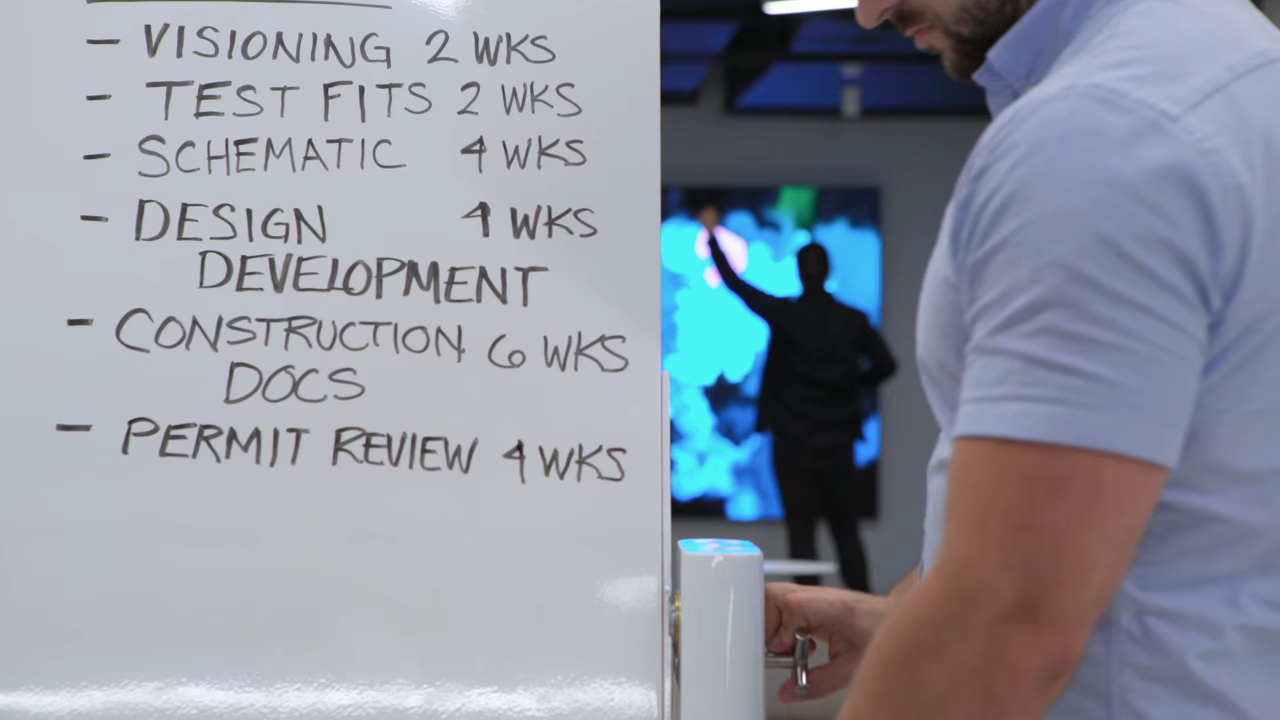 - VISIONING 2 WKS
- TEST FITS 2 WKS
- SCHEMATIC 4 WKS
- DESIGN 4 WKS
DEVELOPMENT
- CONSTRUCTION 6 WKS
DOCS
- PERMIT REVIEW 4 WKS